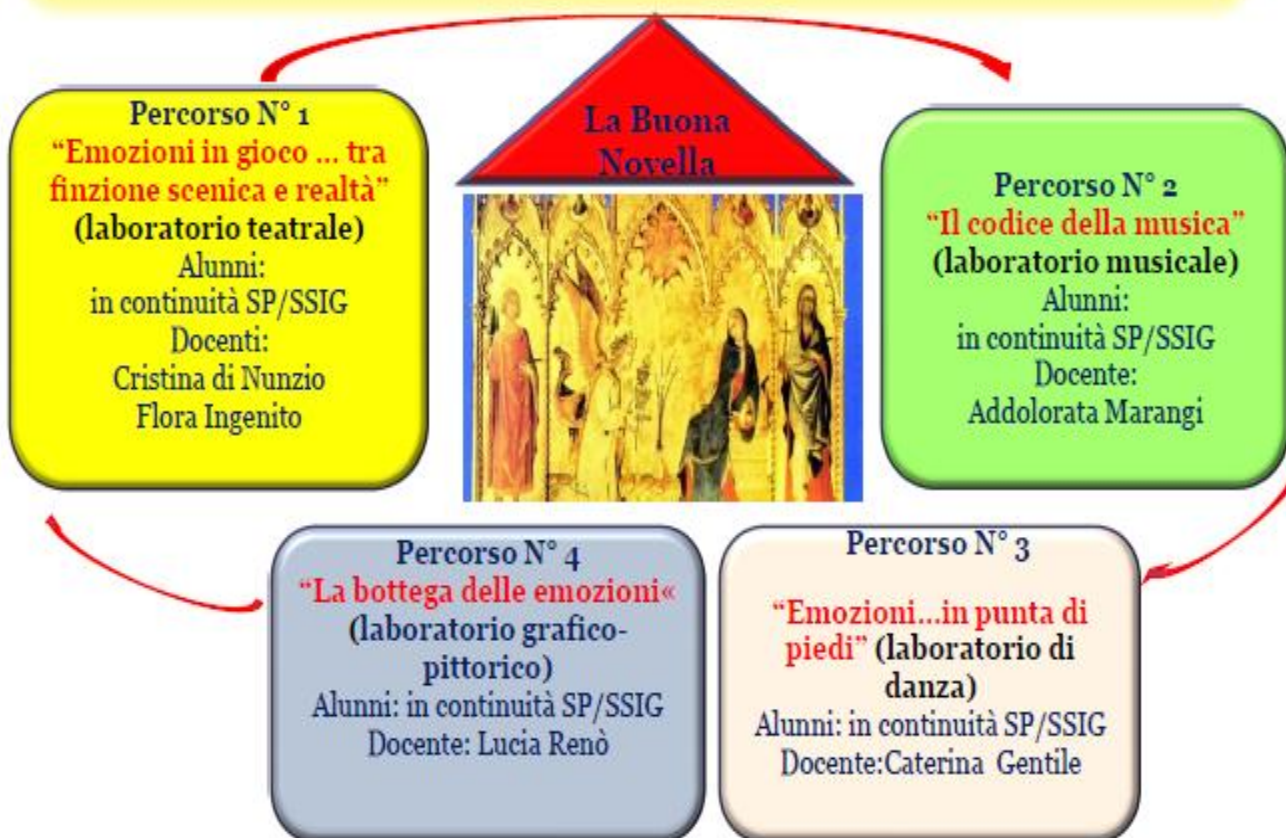 La Buona
Novella
Percorso N° 1
“Emozioni in gioco ... tra
finzione scenica e realtà”
(laboratorio teatrale)
Alunni:
in continuità SP/SSIG
Docenti:
Cristina di Nunzio
Flora Ingenito
Percorso N° 2
“Il codice della musica”
(laboratorio musicale)
Alunni:
in continuità SP/SSIG
Docente:
Addolorata Marangi
Percorso N° 4
“La bottega delle emozioni«
(laboratorio grafico-
pittorico)
Alunni: in continuità SP/SSIG
Docente: Lucia Renò
Percorso N° 3
“Emozioni...in punta di
piedi” (laboratorio di
danza)
Alunni: in continuità SP/SSIG
Docente:Caterina Gentile